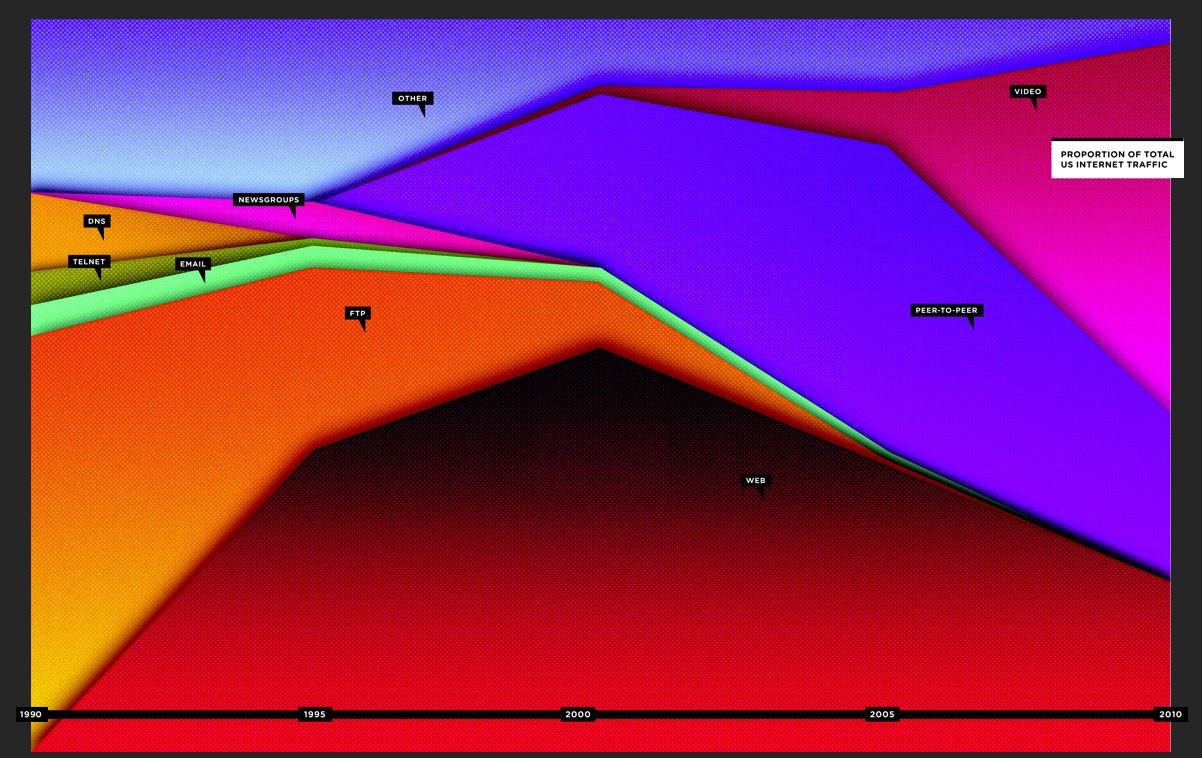 OTHER
VIDEO
PROPORTION OF TOTAL
US INTERNET TRAFFIC
NEWSGROUPS
DNS
TELNET
EMAIL
FTP
PEER-TO-PEER
WEB
1990
1995
2000
2005
2010